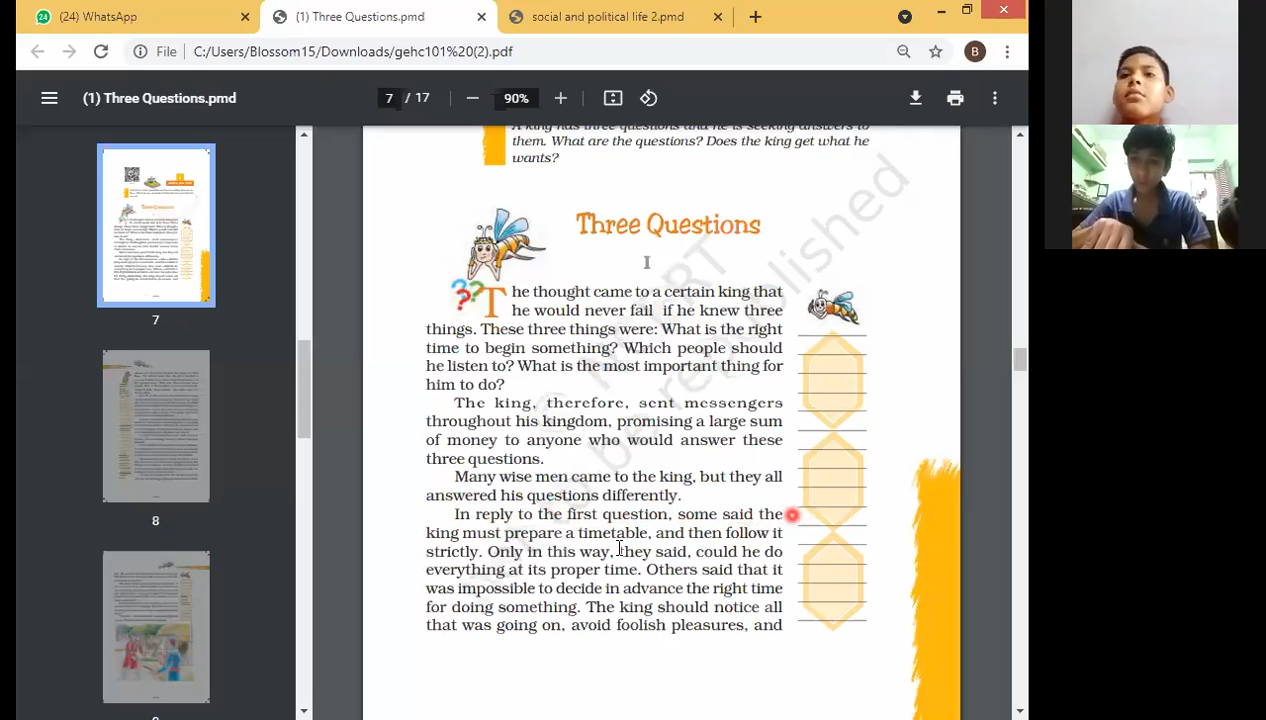 24
(24) WhatsApp
(1) Three Questions.pmd
social and political life 2.pmd
File
C:/Users/Blossom15/Downloads/gehc101%20(2).pdf
B
(1) Three Questions.pmd
7 / 17
90%
7
8
A king has three questions and he is seeking answers to
them. What are the questions? Does the king get what he
wants?
Three Questions
I
???
The thought came to a certain king that
he would never fail if he knew three
things. These three things were: What is the right
time to begin something? Which people should
he listen to? What is the most important thing for
him to do?
The king, therefore, sent messengers
throughout his kingdom, promising a large sum
of money to anyone who would answer these
three questions.
Many wise men came to the king, but they all
answered his questions differently.
In reply to the first question, some said the
king must prepare a timetable, and then follow it
strictly. Only in this way, they said, could he do
everything at its proper time. Others said that it
was impossible to decide in advance the right time
for doing something. The king should notice all
that was going on, avoid foolish pleasures, and